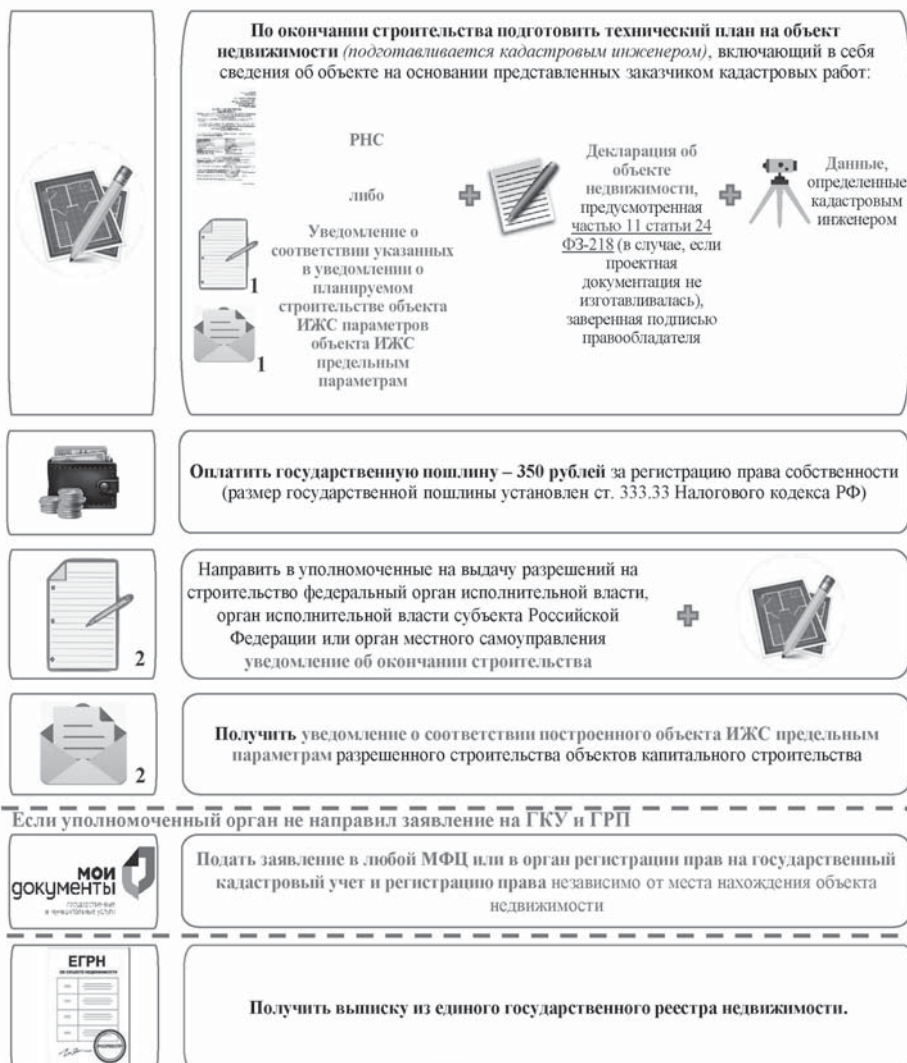 По окончании строительства подготовить технический план на объект
недвижимости (подготавливается кадастровым инженером), включающий в себя
сведения об объекте на основании представленных заказчиком кадастровых работ:
РНС
либо
Уведомление о
соответствии указанных
в уведомлении о
планируемом
строительстве объекта
ИЖС параметров
объекта ИЖС
предельным
параметрам
1
1
Декларация об
объекте
недвижимости,
предусмотренная
частью 11 статьи 24
ФЗ-218 (в случае, если
проектная
документация не
изготавливалась),
заверенная подписью
правообладателя
Данные,
определенные
кадастровым
инженером
Оплатить государственную пошлину – 350 рублей за регистрацию права собственности
(размер государственной пошлины установлен ст. 333.33 Налогового кодекса РФ)
2
Направить в уполномоченные на выдачу разрешений на
строительство федеральный орган исполнительной власти,
орган исполнительной власти субъекта Российской
Федерации или орган местного самоуправления
уведомление об окончании строительства
2
Получить уведомление о соответствии построенного объекта ИЖС предельным
параметрам разрешенного строительства объектов капитального строительства
Если уполномоченный орган не направил заявление на ГКУ и ГРП
мои
документы
государственные
и муниципальные услуги
Подать заявление в любой МФЦ или в орган регистрации прав на государственный
кадастровый учет и регистрацию права независимо от места нахождения объекта
недвижимости
ЕГРН
ОБ ОБЪЕКТЕ НЕДВИЖИМОСТИ
Получить выписку из единого государственного реестра недвижимости.